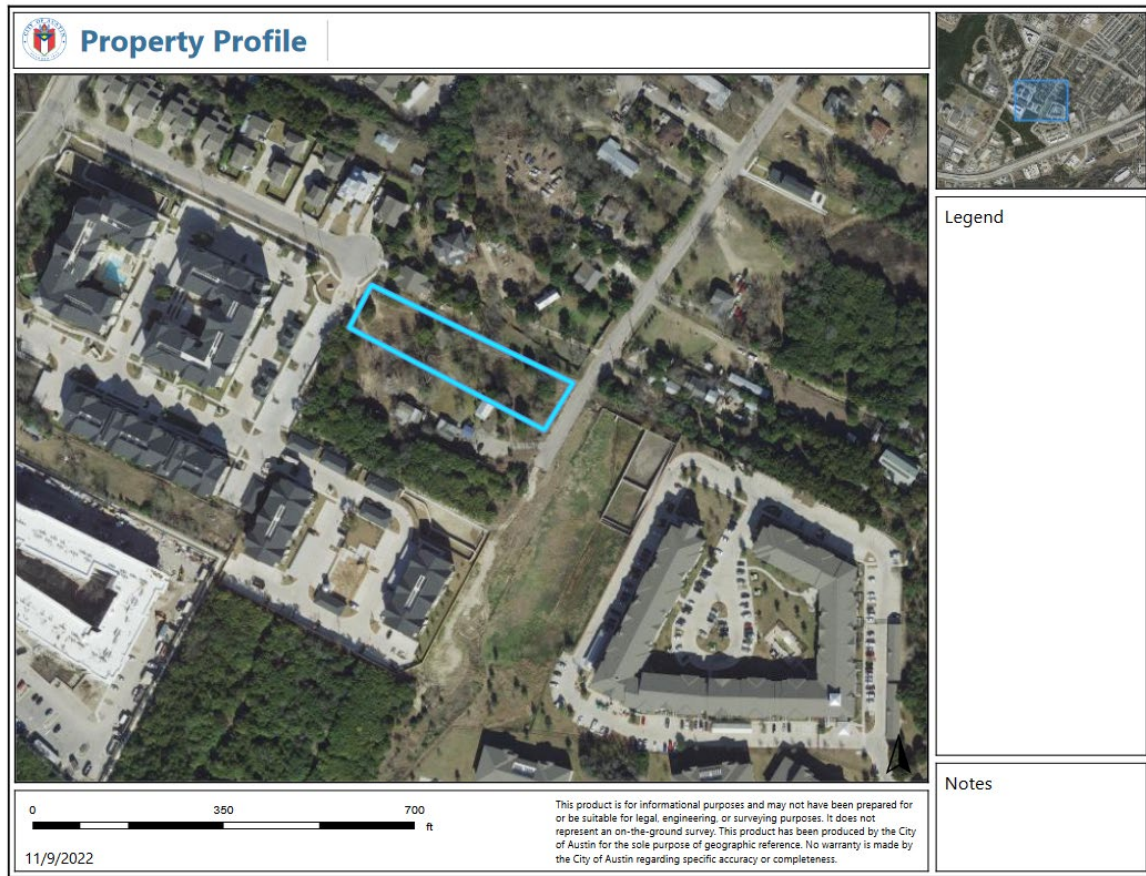 Property Profile
Legend
Notes
0 350 700
ft
11/9/2022
This product is for informational purposes and may not have been prepared for
or be suitable for legal, engineering, or surveying purposes. It does not
represent an on-the-ground survey. This product has been produced by the City
of Austin for the sole purpose of geographic reference. No warranty is made by
the City of Austin regarding specific accuracy or completeness.